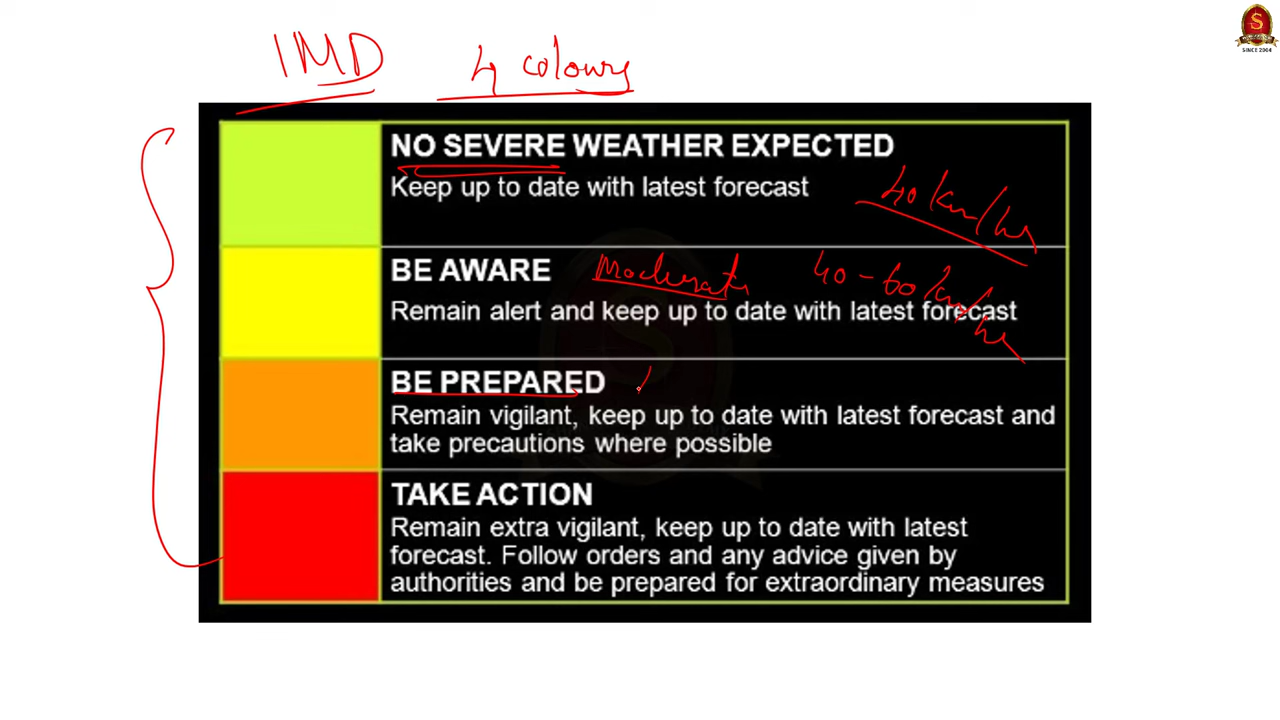 IMD 4 colours
SINCE 2004
NO SEVERE WEATHER EXPECTED
Keep up to date with latest forecast
40 km/hr
BE AWARE Moderate 40-60 km/hr
Remain alert and keep up to date with latest forecast
BE PREPARED
Remain vigilant, keep up to date with latest forecast and
take precautions where possible
TAKE ACTION
Remain extra vigilant, keep up to date with latest
forecast. Follow orders and any advice given by
authorities and be prepared for extraordinary measures